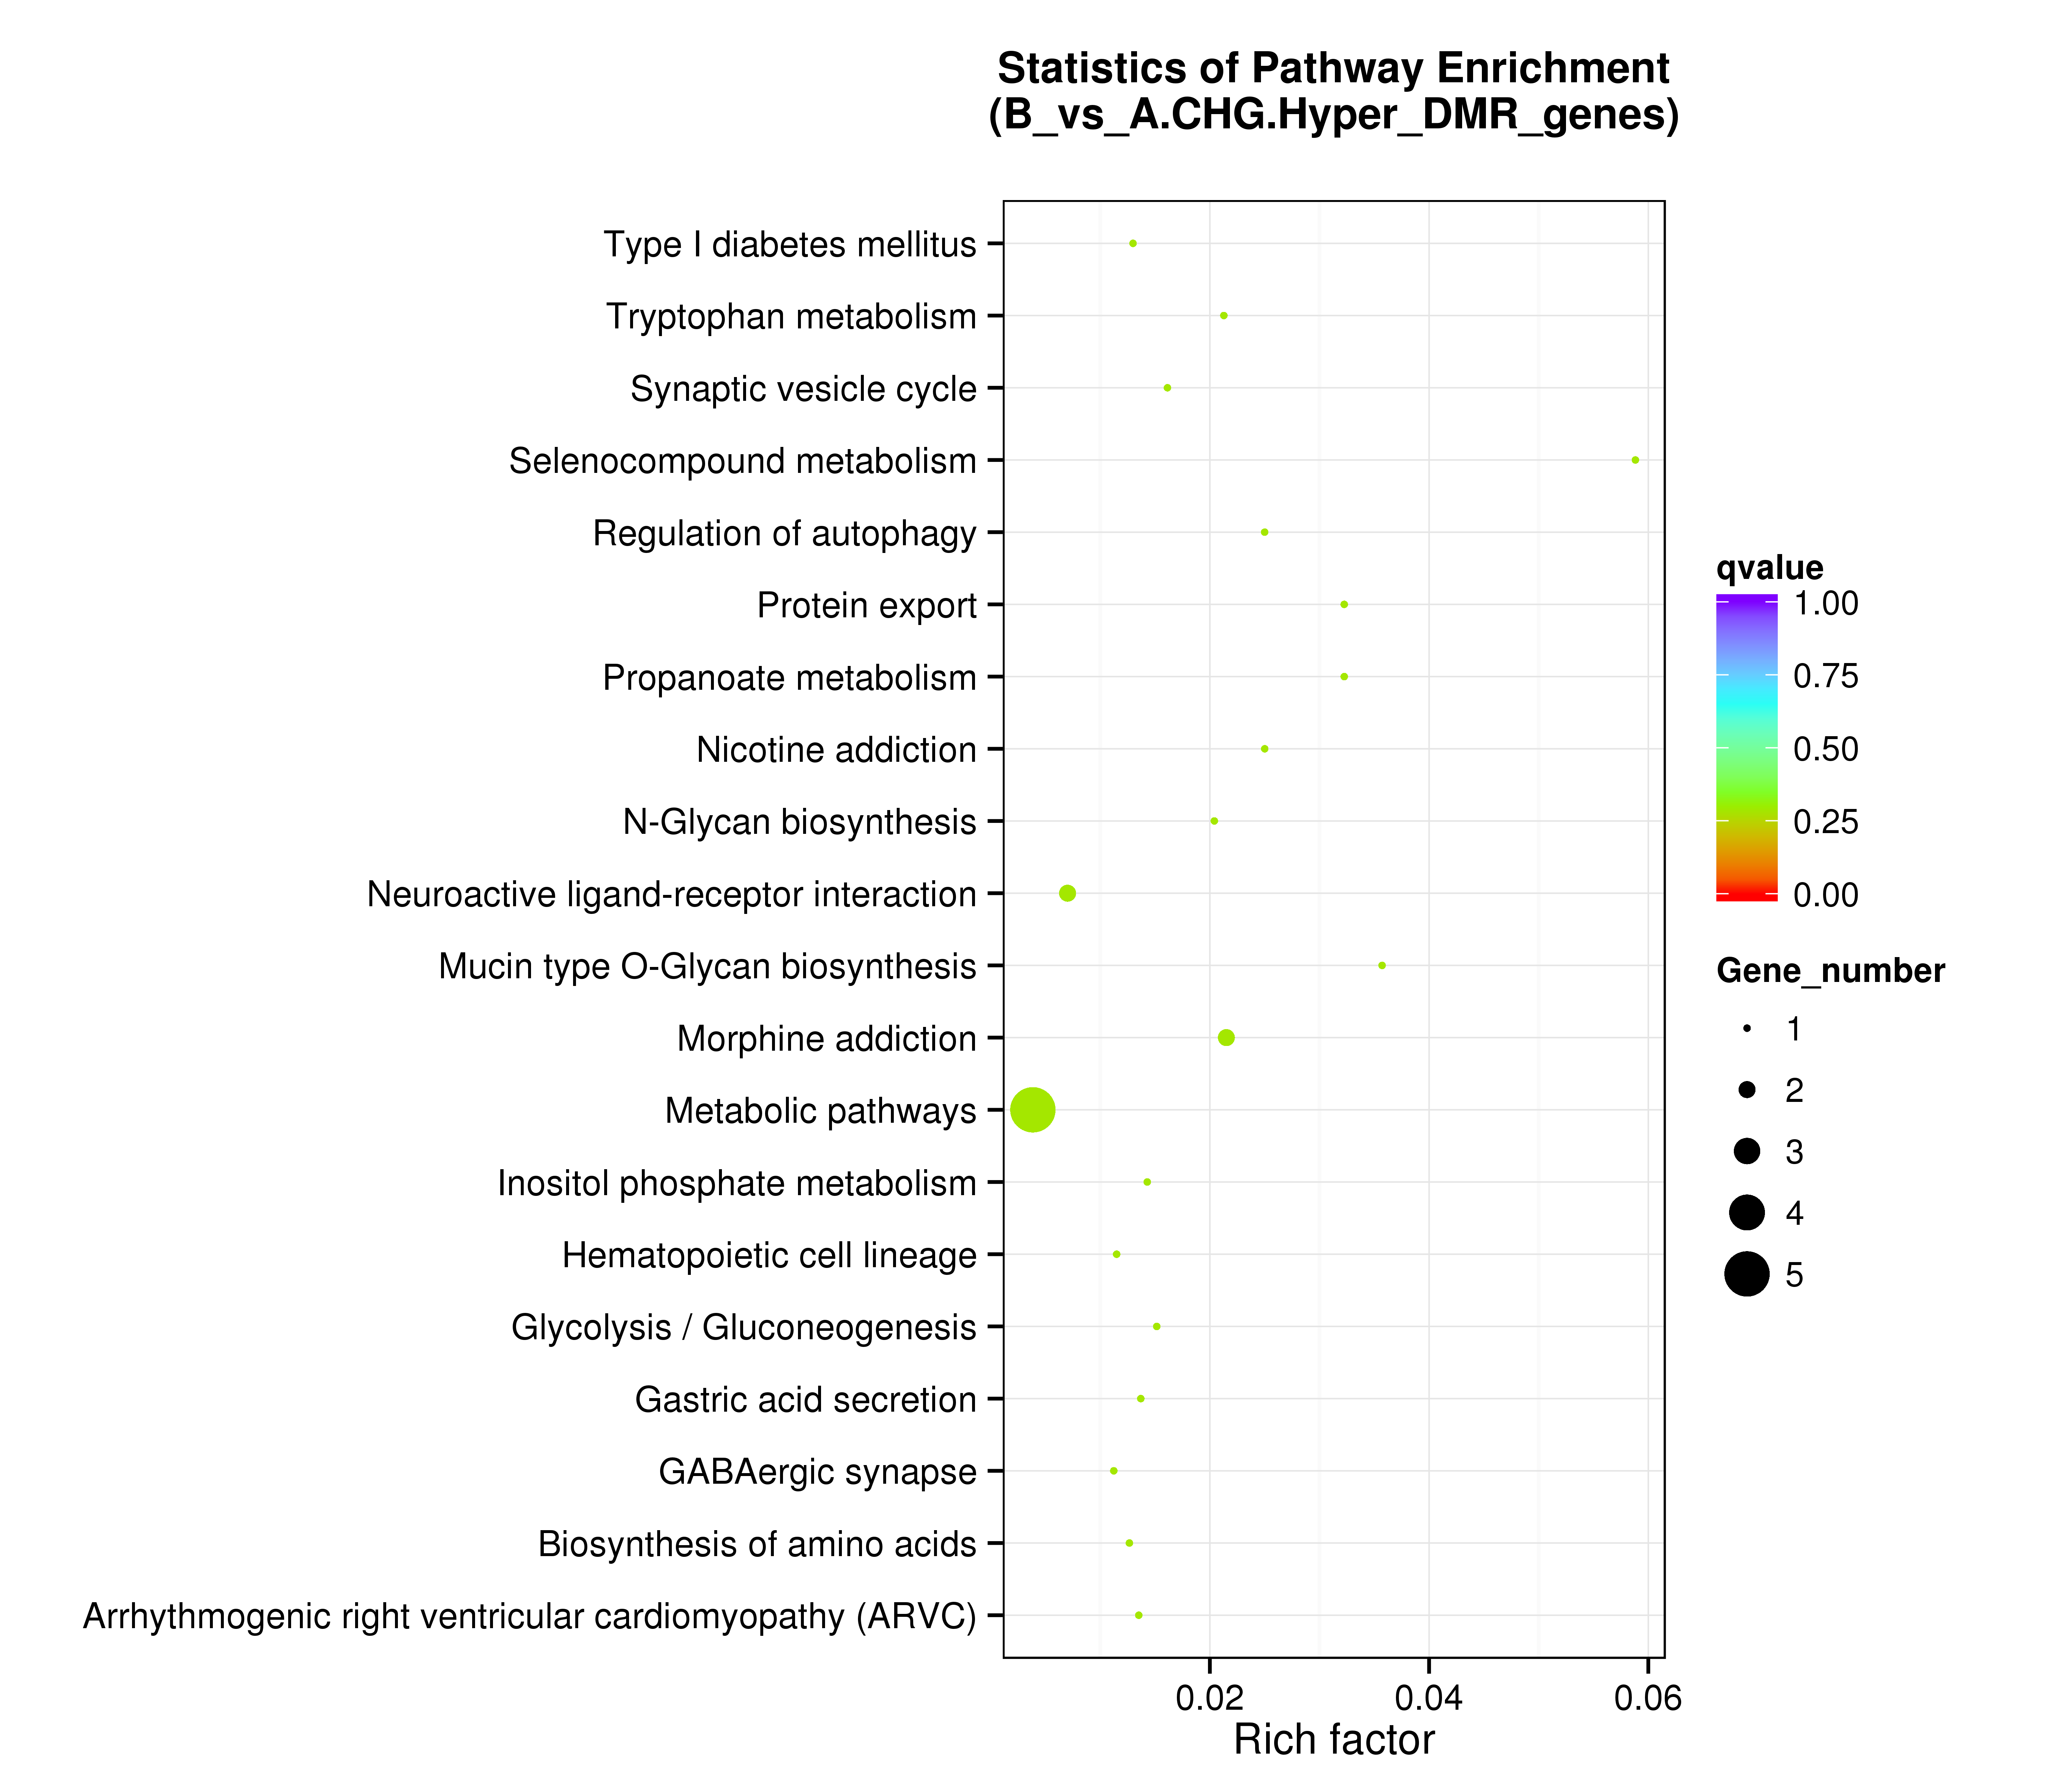 Statistics of Pathway Enrichment
(B_vs_A.CHG.Hyper_DMR_genes)
Type I diabetes mellitus
Tryptophan metabolism
Synaptic vesicle cycle
Selenocompound metabolism
Regulation of autophagy
Protein export
Propanoate metabolism
Nicotine addiction
N-Glycan biosynthesis
Neuroactive ligand-receptor interaction
Mucin type O-Glycan biosynthesis
Morphine addiction
Metabolic pathways
Inositol phosphate metabolism
Hematopoietic cell lineage
Glycolysis / Gluconeogenesis
Gastric acid secretion
GABAergic synapse
Biosynthesis of amino acids
Arrhythmogenic right ventricular cardiomyopathy (ARVC)
0.02
0.04
0.06
Rich factor
qvalue
1.00
0.75
0.50
0.25
0.00
Gene_number
1
2
3
4
5